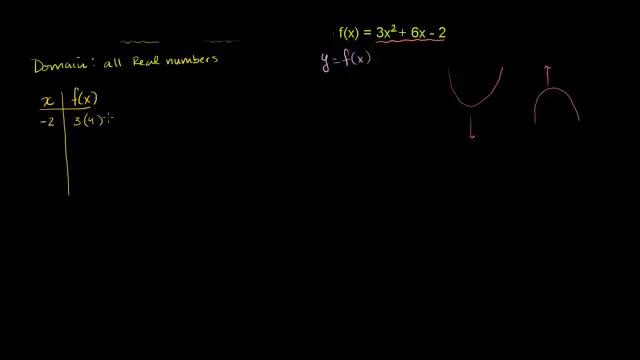 f(x) = 3x² + 6x - 2
y = f(x)
Domain: all Real numbers
x f(x)
-2 3(4)